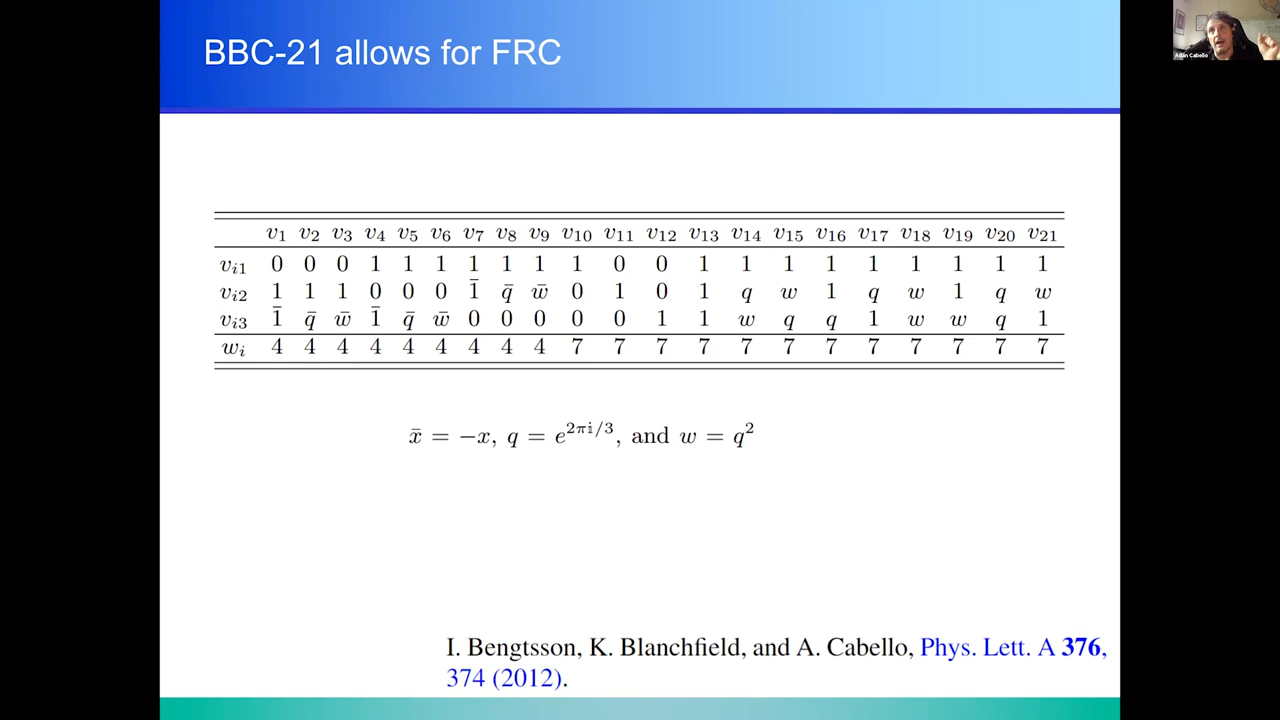 BBC-21 allows for FRC
Adán Cabello
v₁ v₂ v₃ v₄ v₅ v₆ v₇ v₈ v₉ v₁₀ v₁₁ v₁₂ v₁₃ v₁₄ v₁₅ v₁₆ v₁₇ v₁₈ v₁₉ v₂₀ v₂₁
vᵢ₁ 0 0 0 1 1 1 1 1 1 1 0 0 1 1 1 1 1 1 1 1 1
vᵢ₂ 1 1 1 0 0 0 1̄ q̄ w̄ 0 1 0 1 q w 1 q w 1 q w
vᵢ₃ 1̄ q̄ w̄ 1̄ q̄ w̄ 0 0 0 0 0 1 1 w q q 1 w w q 1
wᵢ 4 4 4 4 4 4 4 4 4 7 7 7 7 7 7 7 7 7 7 7 7
x̄ = −x, q = e^{2πi/3}, and w = q²
I. Bengtsson, K. Blanchfield, and A. Cabello, Phys. Lett. A 376,
374 (2012).